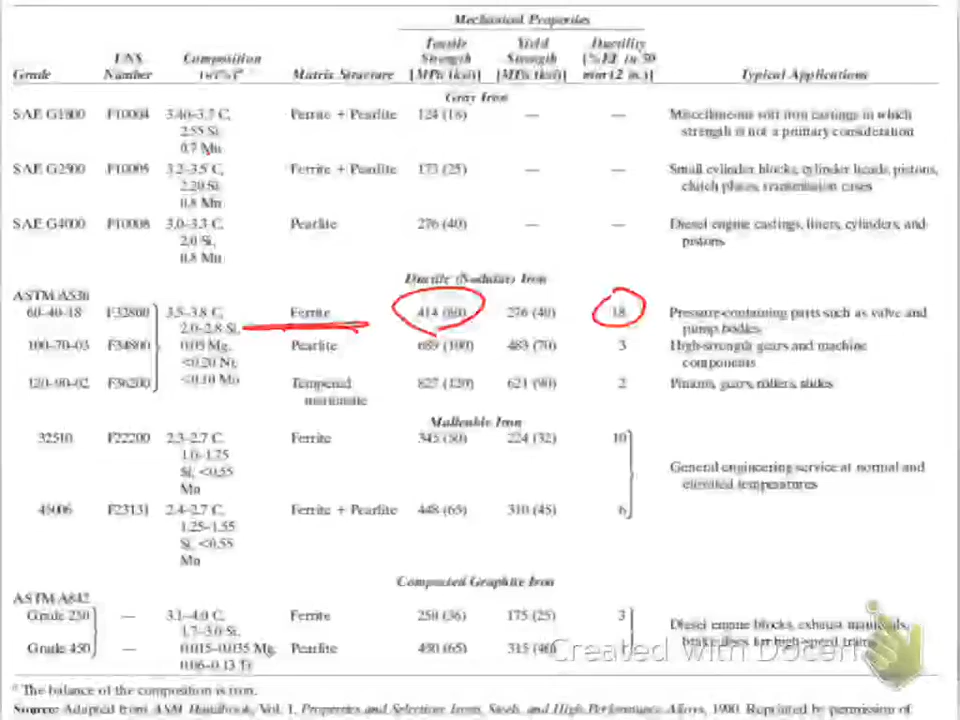 Mechanical Properties
Grade UNS Number Composition (wt%)a Matrix Structure Tensile Strength [MPa (ksi)] Yield Strength [MPa (ksi)] Ductility [%EL in 50 mm (2 in.)] Typical Applications
Gray Iron
SAE G1800 F10004 3.40–3.7 C, Ferrite + Pearlite 124 (18) — — Miscellaneous soft iron castings in which
2.55 Si, strength is not a primary consideration
0.7 Mn
SAE G2500 F10005 3.2–3.5 C, Ferrite + Pearlite 173 (25) — — Small cylinder blocks, cylinder heads, pistons,
2.20 Si, clutch plates, transmission cases
0.8 Mn
SAE G4000 F10008 3.0–3.3 C, Pearlite 276 (40) — — Diesel engine castings, liners, cylinders, and
2.0 Si, pistons
0.8 Mn
Ductile (Nodular) Iron
ASTM A536
60-40-18 F32800 3.5–3.8 C, Ferrite 414 (60) 276 (40) 18 Pressure-containing parts such as valve and
2.0–2.8 Si, pump bodies
100-70-03 F34800 0.05 Mg, Pearlite 689 (100) 483 (70) 3 High-strength gears and machine
<0.20 Ni, components
120-90-02 F36200 <0.10 Mo Tempered 827 (120) 621 (90) 2 Pinions, gears, rollers, slides
martensite
Malleable Iron
32510 F22200 2.3–2.7 C, Ferrite 345 (50) 224 (32) 10
1.0–1.75
Si, <0.55 General engineering service at normal and
Mn elevated temperatures
45006 F23131 2.4–2.7 C, Ferrite + Pearlite 448 (65) 310 (45) 6
1.25–1.55
Si, <0.55
Mn
Compacted Graphite Iron
ASTM A842
Grade 250 — 3.1–4.0 C, Ferrite 250 (36) 175 (25) 3 Diesel engine blocks, exhaust manifolds,
1.7–3.0 Si, brake discs for high-speed trains
Grade 450 — 0.015–0.035 Mg, Pearlite 450 (65) 315 (46)
0.06–0.13 Ti
Created with Doceri
a The balance of the composition is iron.
Source: Adapted from ASM Handbook, Vol. 1, Properties and Selection: Irons, Steels, and High-Performance Alloys, 1990. Reprinted by permission of